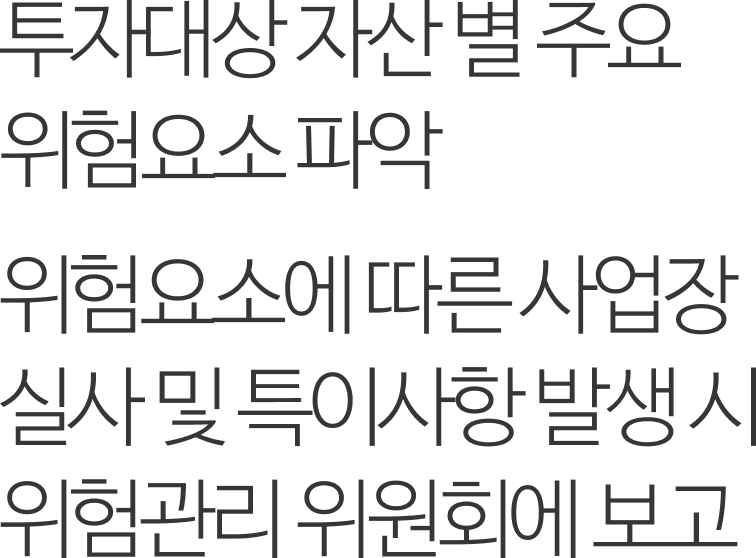 투자대상 자산 별 주요
위험요소 파악
위험요소에 따른 사업장
실사 및 특이사항 발생 시
위험관리 위원회에 보고